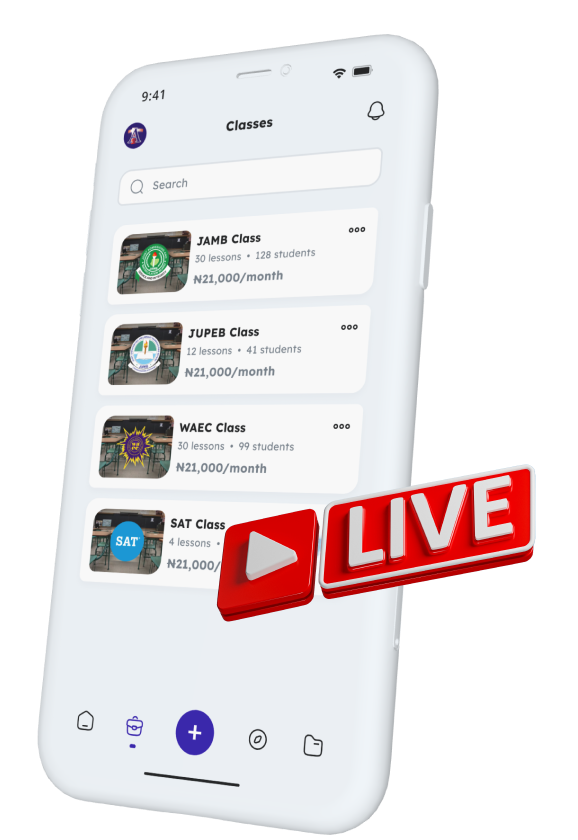 9:41
Classes
Search
JAMB Class
30 lessons • 128 students
₦21,000/month
JUPEB Class
12 lessons • 41 students
₦21,000/month
WAEC Class
30 lessons • 99 students
₦21,000/month
SAT
SAT Class
4 lessons •
₦21,000/
LIVE